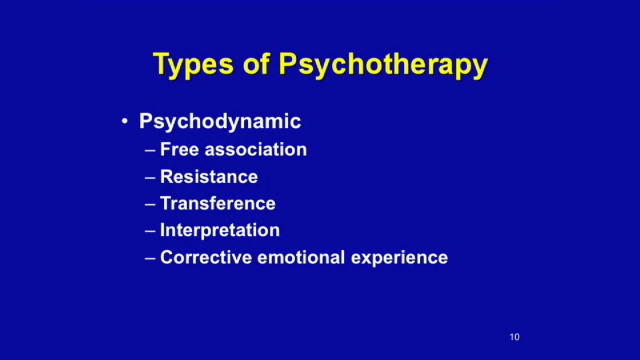 Types of Psychotherapy
• Psychodynamic
– Free association
– Resistance
– Transference
– Interpretation
– Corrective emotional experience
10